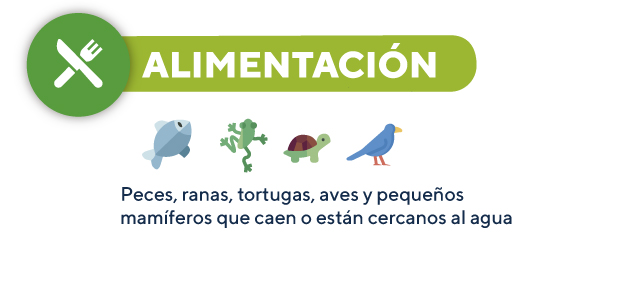 ALIMENTACIÓN
Peces, ranas, tortugas, aves y pequeños
mamíferos que caen o están cercanos al agua